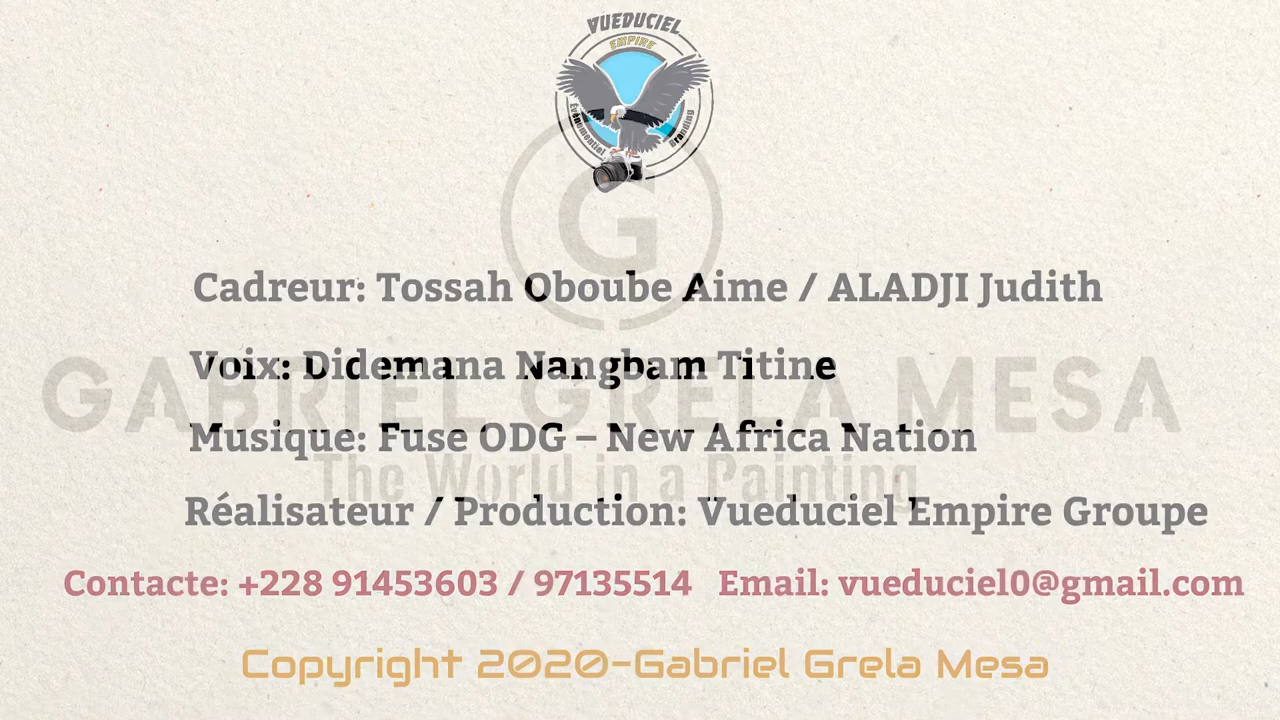 VUEDUCIEL
EMPIRE
Événementiel
Branding
G
Cadreur: Tossah Oboube Aime / ALADJI Judith
Voix: Didemana Nangbam Titine
GABRIEL GRELA MESA
Musique: Fuse ODG – New Africa Nation
The World in a Painting
Réalisateur / Production: Vueduciel Empire Groupe
Contacte: +228 91453603 / 97135514 Email: vueduciel0@gmail.com
Copyright 2020-Gabriel Grela Mesa